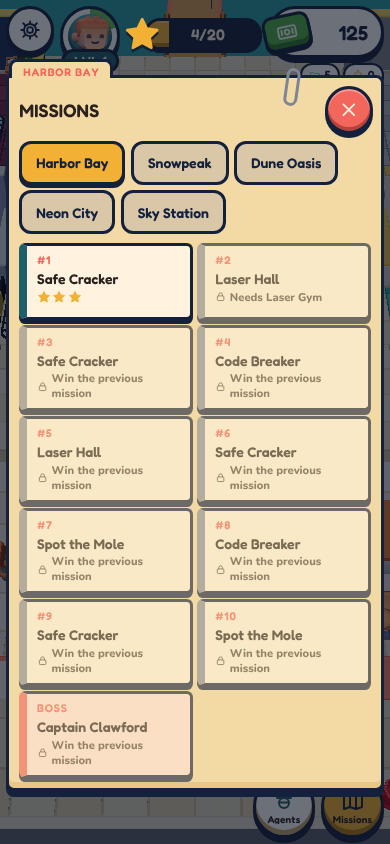 4/20
125
HARBOR BAY
MISSIONS
Harbor Bay
Snowpeak
Dune Oasis
Neon City
Sky Station
#1
Safe Cracker
#2
Laser Hall
Needs Laser Gym
#3
Safe Cracker
Win the previous
mission
#4
Code Breaker
Win the previous
mission
#5
Laser Hall
Win the previous
mission
#6
Safe Cracker
Win the previous
mission
#7
Spot the Mole
Win the previous
mission
#8
Code Breaker
Win the previous
mission
#9
Safe Cracker
Win the previous
mission
#10
Spot the Mole
Win the previous
mission
BOSS
Captain Clawford
Win the previous
mission
Agents
Missions